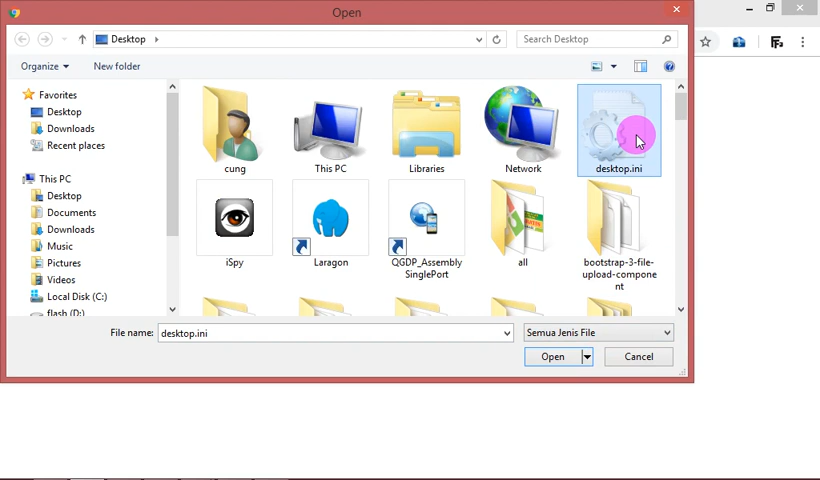 Open
Desktop
Search Desktop
Organize
New folder
Favorites
Desktop
Downloads
Recent places
This PC
Desktop
Documents
Downloads
Music
Pictures
Videos
Local Disk (C:)
flash (D:)
cung
This PC
Libraries
Network
desktop.ini
iSpy
Laragon
QGDP_Assembly
SinglePort
all
bootstrap-3-file-
upload-compone
nt
File name:
desktop.ini
Semua Jenis File
Open
Cancel